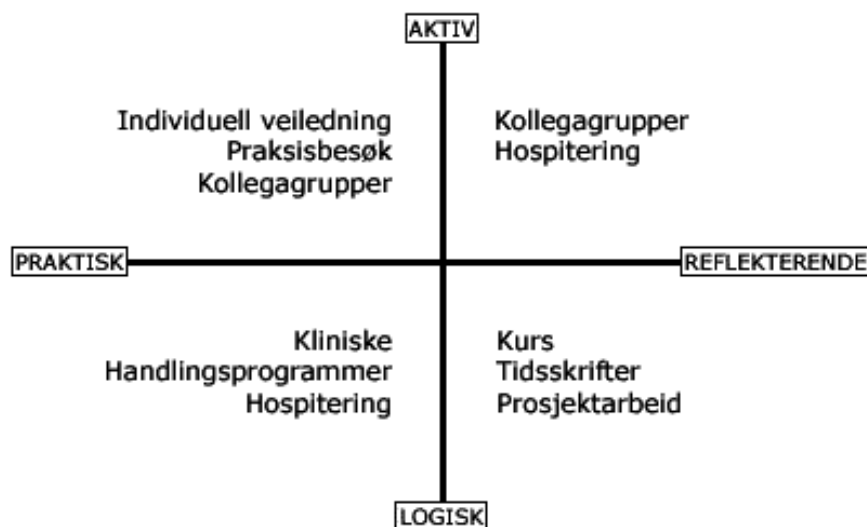 AKTIV
Individuell veiledning
Praksisbesøk
Kollegagrupper
Kollegagrupper
Hospitering
PRAKTISK
REFLEKTERENDE
Kliniske
Handlingsprogrammer
Hospitering
Kurs
Tidsskrifter
Prosjektarbeid
LOGISK